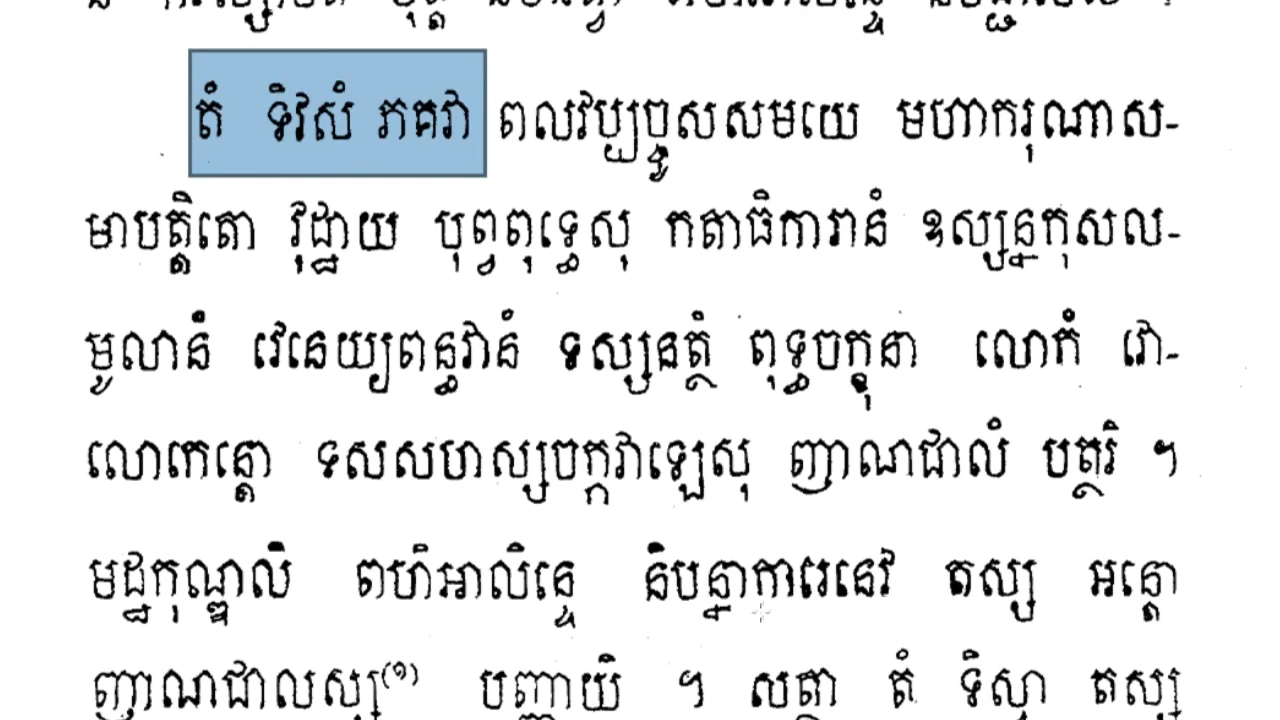 តំ ទិវសំ ភគវា ពលវប្បច្ចូសសមយេ មហាករុណាស-
មាបត្តិតោ វុដ្ឋាយ បុព្វពុទ្ធេសុ កតាធិការានំ ឧស្សន្នកុសល-
មូលានំ វេនេយ្យពន្ធវានំ ទស្សនត្ថំ ពុទ្ធចក្ខុនា លោកំ វោ-
លោកេន្តោ ទសសហស្សចក្កវាឡេសុ ញាណជាលំ បត្ថរិ ។
មដ្ឋកុណ្ឌលិ ពហិអាលិន្ទេ និបន្នាការេនេវ តស្ស អន្តោ
ញាណជាលស្ស(១) បញ្ញាយិ ។ សត្ថា តំ ទិស្វា តស្ស